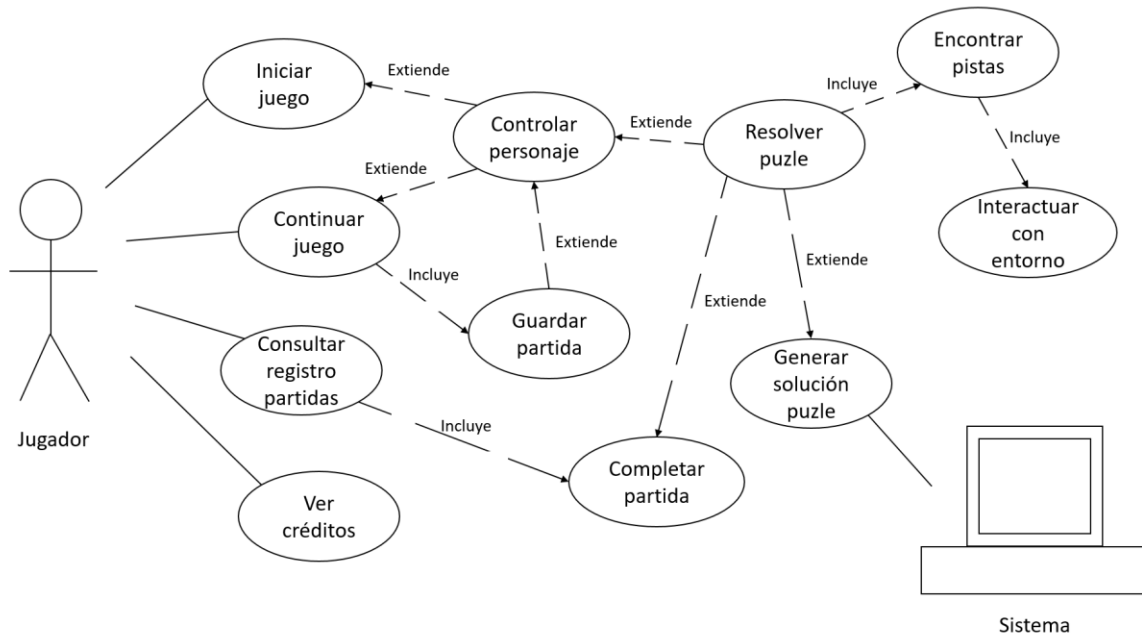 Encontrar
pistas
Iniciar
juego
Extiende
Incluye
Controlar
personaje
Extiende
Resolver
puzle
Incluye
Extiende
Continuar
juego
Interactuar
con
entorno
Extiende
Incluye
Extiende
Extiende
Guardar
partida
Consultar
registro
partidas
Generar
solución
puzle
Jugador
Incluye
Completar
partida
Ver
créditos
Sistema